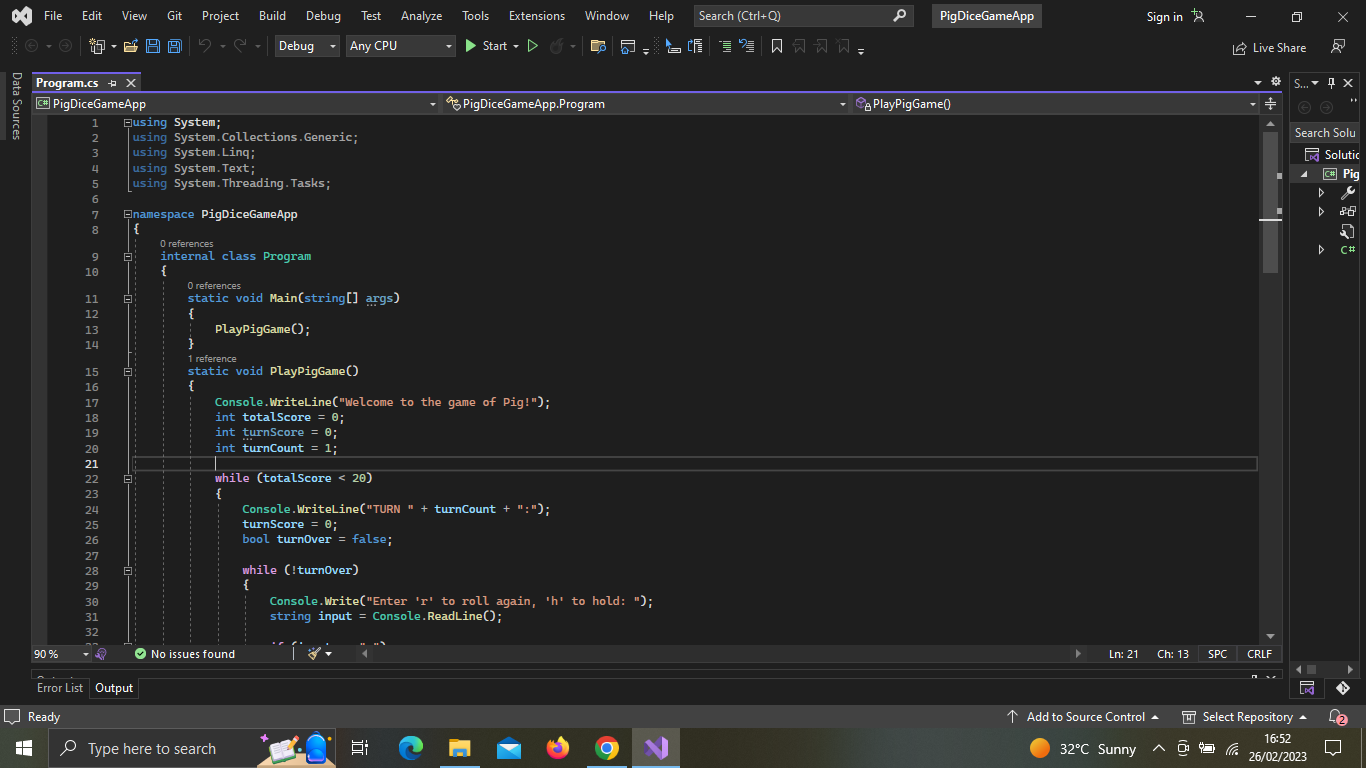 File Edit View Git Project Build Debug Test Analyze Tools Extensions Window Help Search (Ctrl+Q) PigDiceGameApp Sign in
Debug Any CPU Start Live Share
Data Sources
Program.cs S...
PigDiceGameApp PigDiceGameApp.Program PlayPigGame()
Search Solu
Solutic
Pig
C#
1 using System;
2 using System.Collections.Generic;
3 using System.Linq;
4 using System.Text;
5 using System.Threading.Tasks;
6
7 namespace PigDiceGameApp
8 {
0 references
9 internal class Program
10 {
0 references
11 static void Main(string[] args)
12 {
13 PlayPigGame();
14 }
1 reference
15 static void PlayPigGame()
16 {
17 Console.WriteLine("Welcome to the game of Pig!");
18 int totalScore = 0;
19 int turnScore = 0;
20 int turnCount = 1;
21
22 while (totalScore < 20)
23 {
24 Console.WriteLine("TURN " + turnCount + ":");
25 turnScore = 0;
26 bool turnOver = false;
27
28 while (!turnOver)
29 {
30 Console.Write("Enter 'r' to roll again, 'h' to hold: ");
31 string input = Console.ReadLine();
32
90 % No issues found Ln: 21 Ch: 13 SPC CRLF
Error List Output
Ready Add to Source Control Select Repository 2
Type here to search 32°C Sunny 16:52
26/02/2023